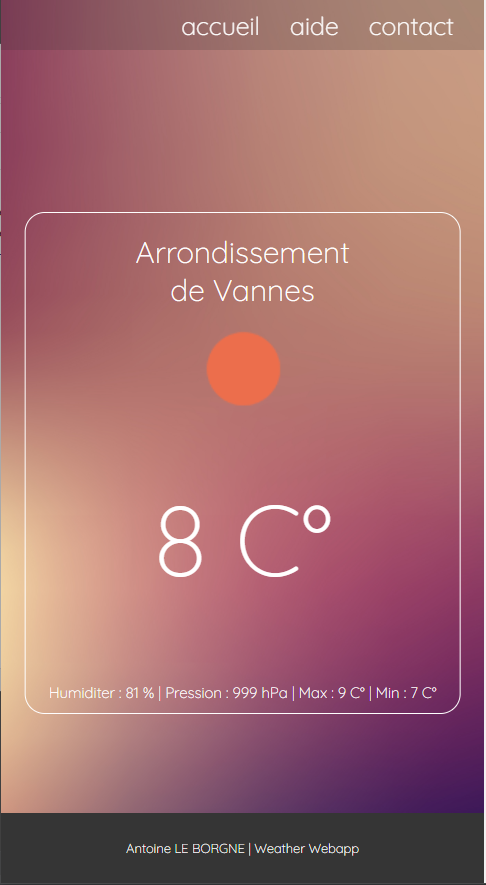 accueil aide contact
Arrondissement
de Vannes
8 C°
Humiditer : 81 % | Pression : 999 hPa | Max : 9 C° | Min : 7 C°
Antoine LE BORGNE | Weather Webapp